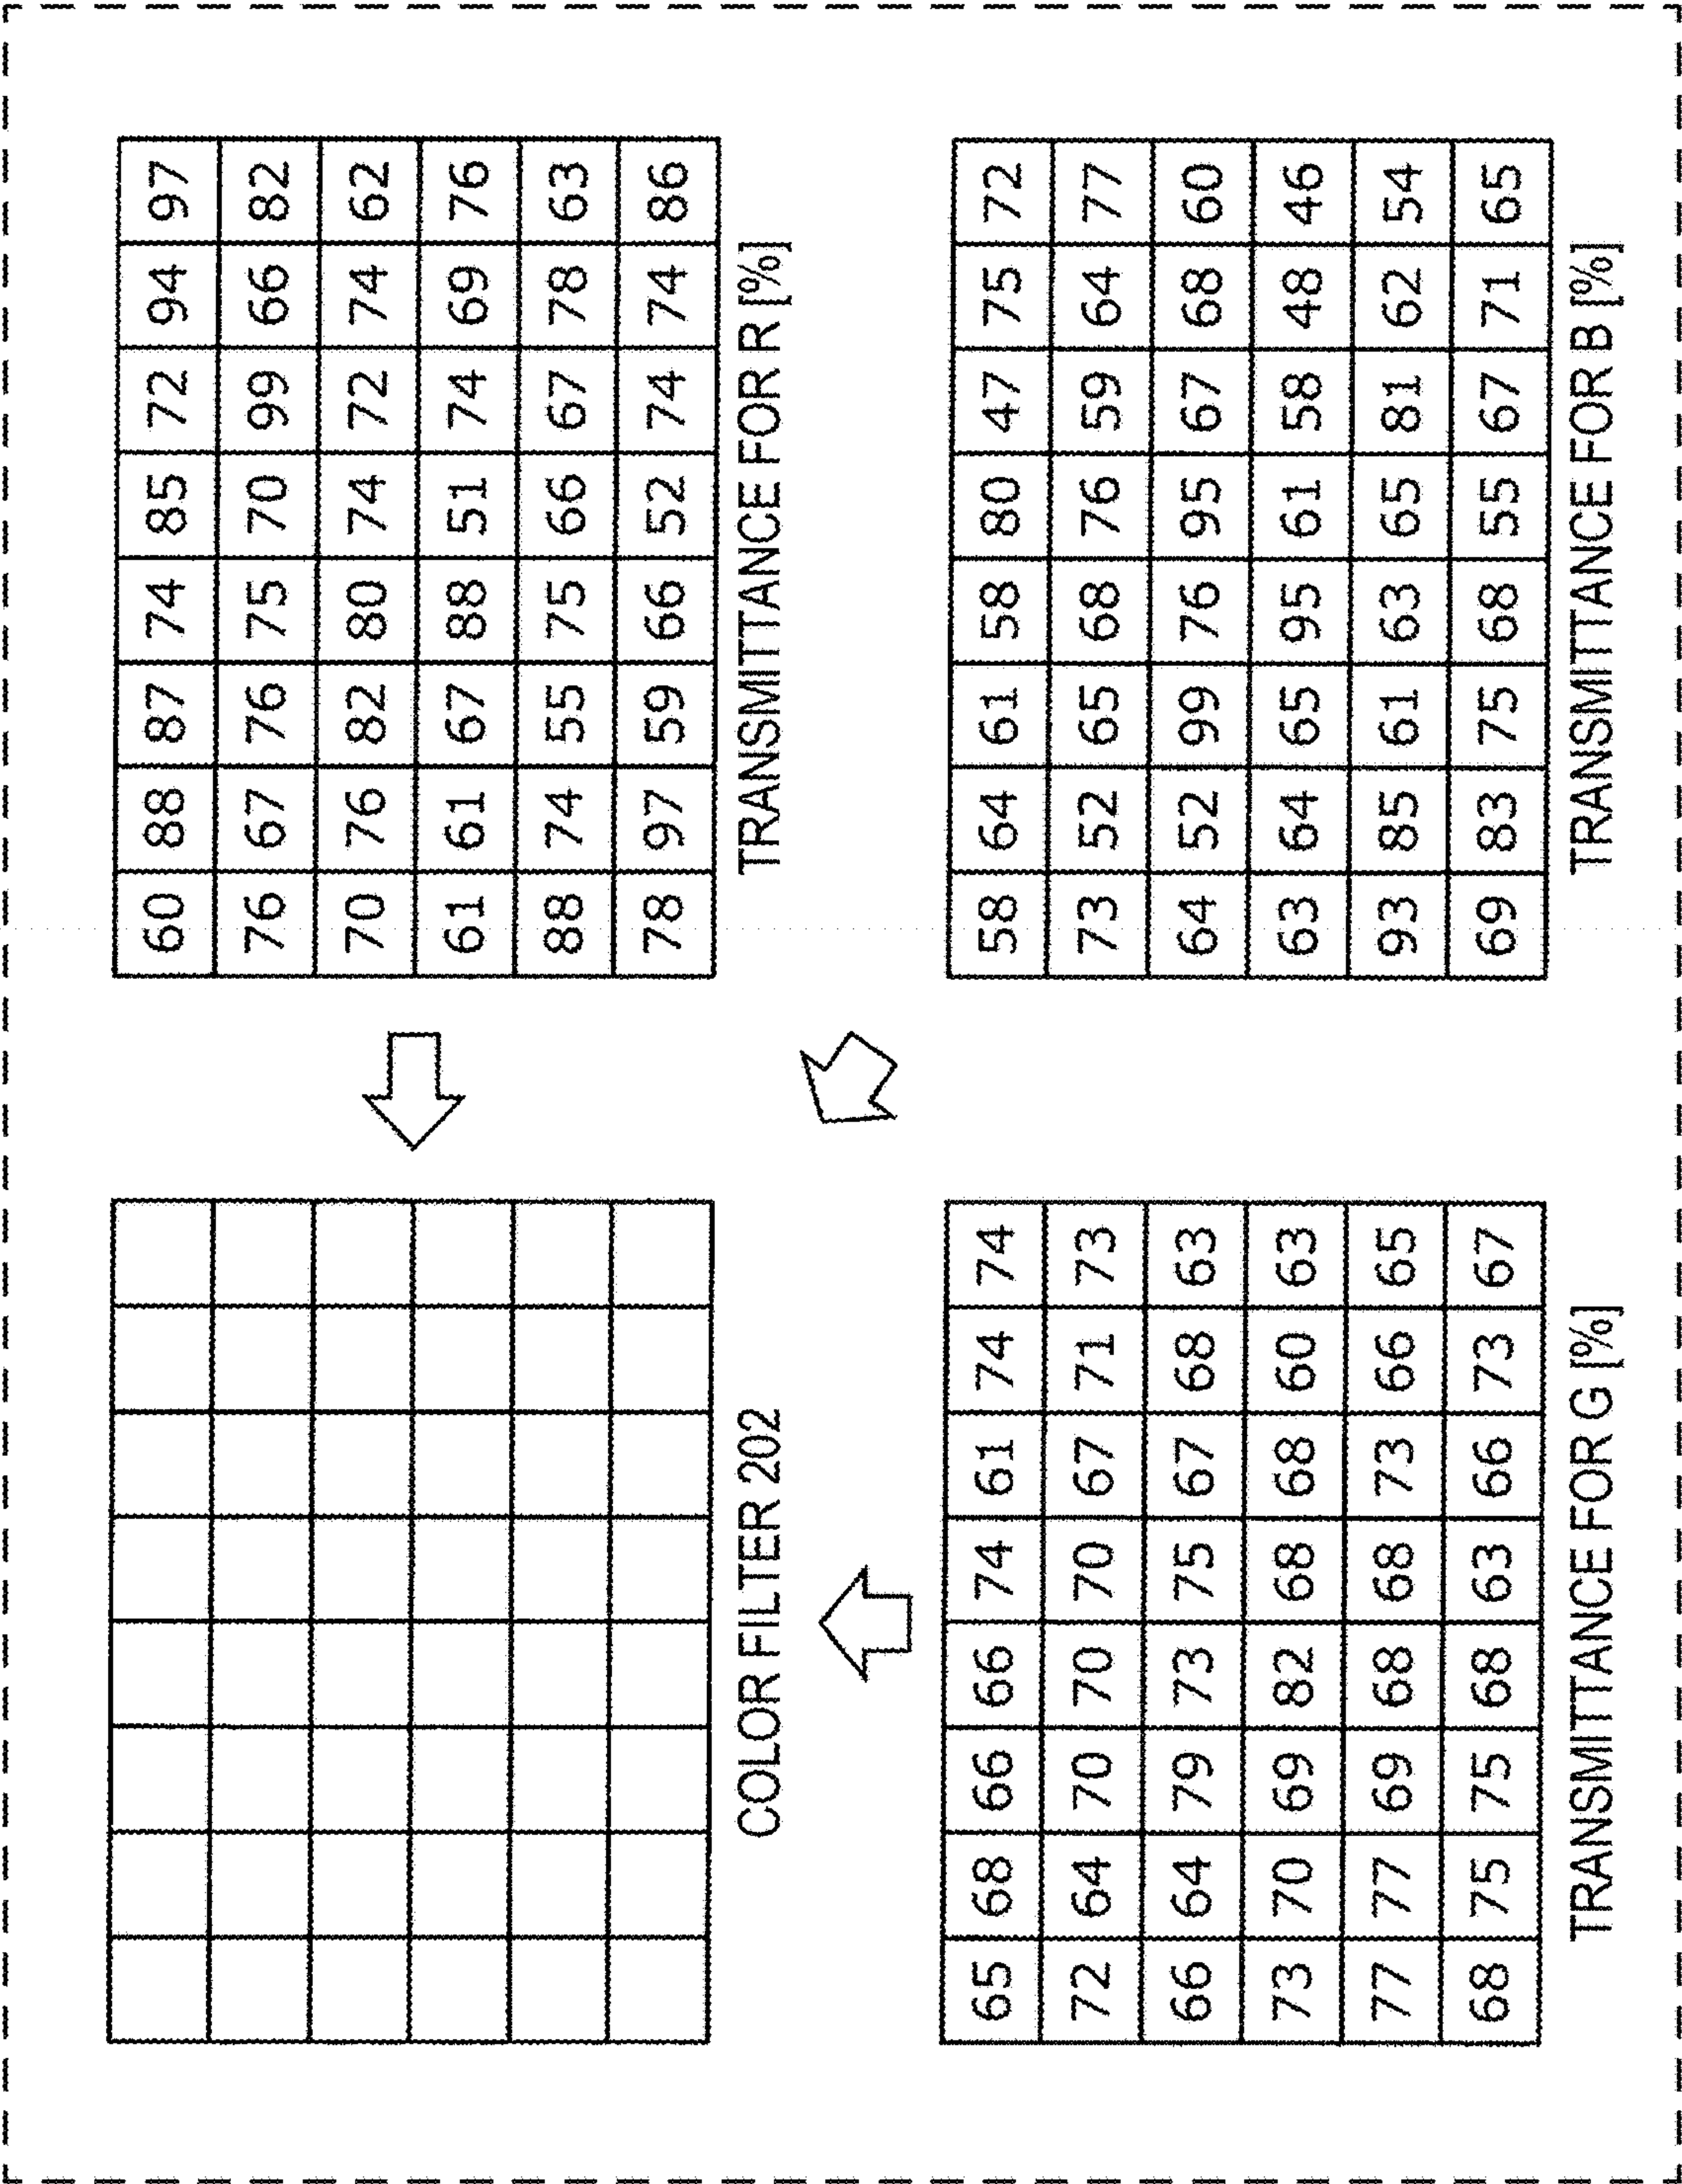 60 88 87 74 85 72 94 97
76 67 76 75 70 99 66 82
70 76 82 80 74 72 74 62
61 61 67 88 51 74 69 76
88 74 55 75 66 67 78 63
78 97 59 66 52 74 74 86
COLOR FILTER 202
TRANSMITTANCE FOR R [%]
65 68 66 66 74 61 74 74
72 64 70 70 70 67 71 73
66 64 79 73 75 67 68 63
73 70 69 82 68 68 60 63
77 77 69 68 68 73 66 65
68 75 75 68 63 66 73 67
TRANSMITTANCE FOR G [%]
58 64 61 58 80 47 75 72
73 52 65 68 76 59 64 77
64 52 99 76 95 67 68 60
63 64 65 95 61 58 48 46
93 85 61 63 65 81 62 54
69 83 75 68 55 67 71 65
TRANSMITTANCE FOR B [%]